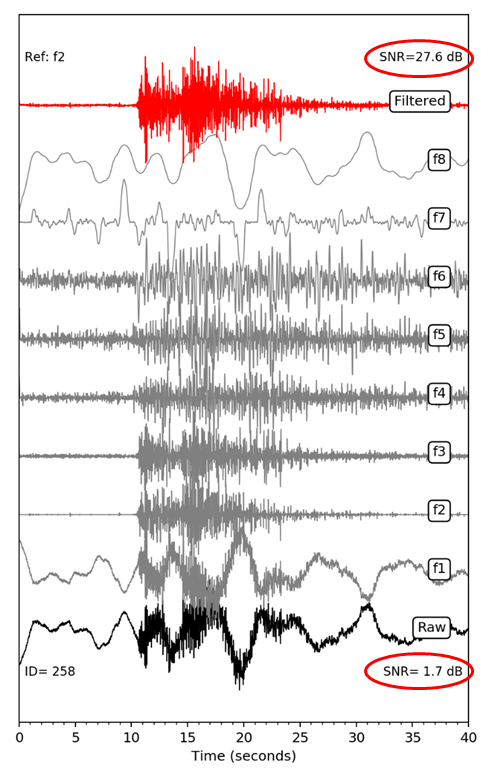 Ref: f2
SNR=27.6 dB
Filtered
f8
f7
f6
f5
f4
f3
f2
f1
Raw
ID= 258
SNR= 1.7 dB
0 5 10 15 20 25 30 35 40
Time (seconds)